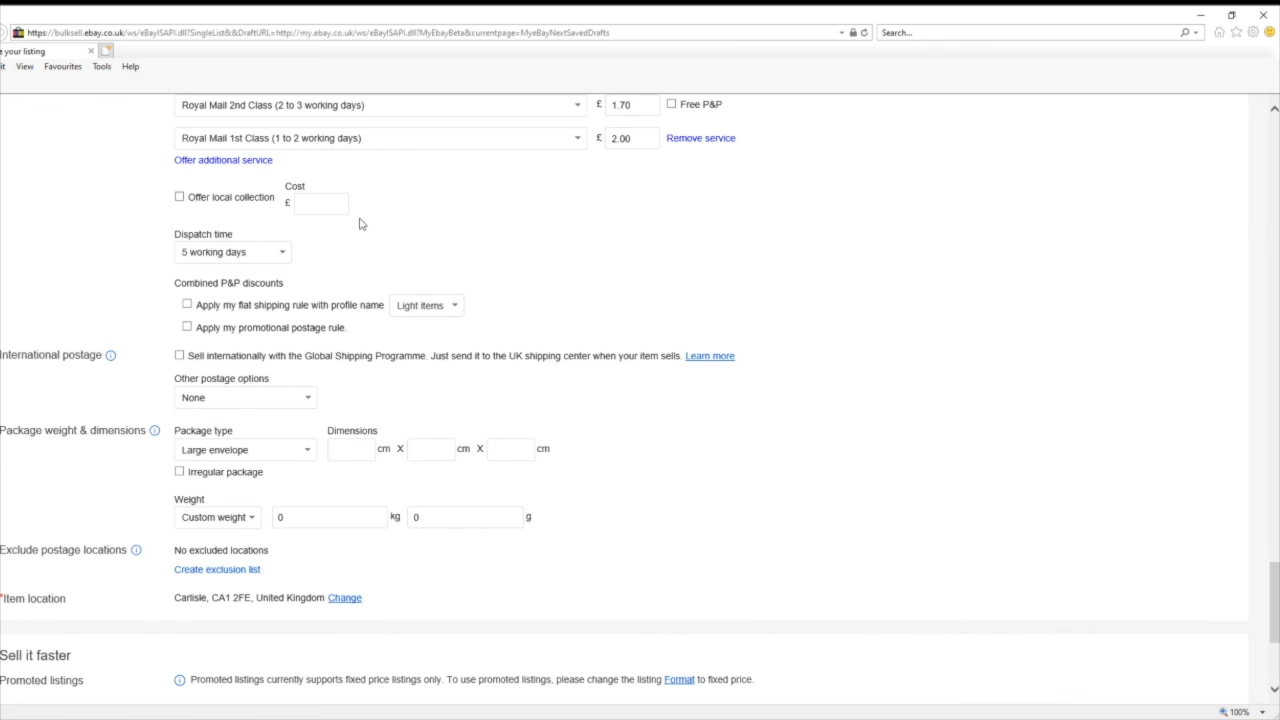 https://bulksell.ebay.co.uk/ws/eBayISAPI.dll?SingleList&&DraftURL=http://my.ebay.co.uk/ws/eBayISAPI.dll?MyEbayBeta&currentpage=MyeBayNextSavedDrafts
Search...
e your listing
it View Favourites Tools Help
Royal Mail 2nd Class (2 to 3 working days) £ 1.70 Free P&P
Royal Mail 1st Class (1 to 2 working days) £ 2.00 Remove service
Offer additional service
Cost
Offer local collection £
Dispatch time
5 working days
Combined P&P discounts
Apply my flat shipping rule with profile name Light items
Apply my promotional postage rule.
International postage Sell internationally with the Global Shipping Programme. Just send it to the UK shipping center when your item sells. Learn more
Other postage options
None
Package weight & dimensions Package type Dimensions
Large envelope cm X cm X cm
Irregular package
Weight
Custom weight 0 kg 0 g
Exclude postage locations No excluded locations
Create exclusion list
*Item location Carlisle, CA1 2FE, United Kingdom Change
Sell it faster
Promoted listings Promoted listings currently supports fixed price listings only. To use promoted listings, please change the listing Format to fixed price.
100%